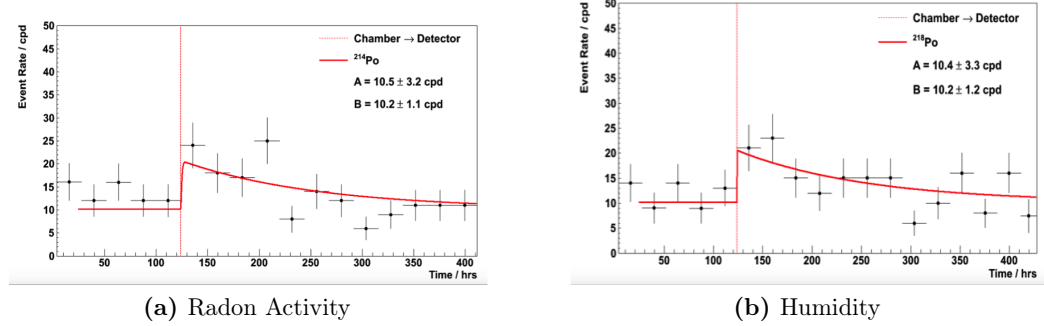 50
45
40
35
30
25
20
15
10
5
0
Event Rate / cpd
Chamber → Detector
²¹⁴Po
A = 10.5 ± 3.2 cpd
B = 10.2 ± 1.1 cpd
50 100 150 200 250 300 350 400
Time / hrs
(a) Radon Activity
50
45
40
35
30
25
20
15
10
5
0
Event Rate / cpd
Chamber → Detector
²¹⁸Po
A = 10.4 ± 3.3 cpd
B = 10.2 ± 1.2 cpd
50 100 150 200 250 300 350 400
Time / hrs
(b) Humidity